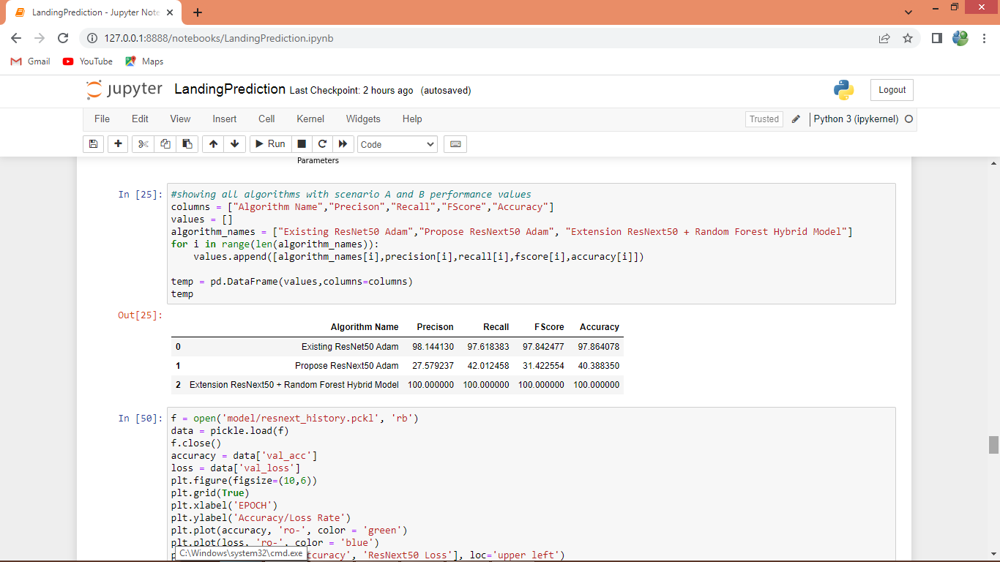 LandingPrediction - Jupyter Note
127.0.0.1:8888/notebooks/LandingPrediction.ipynb
Gmail YouTube Maps
jupyter LandingPrediction Last Checkpoint: 2 hours ago (autosaved) Logout
File Edit View Insert Cell Kernel Widgets Help Trusted Python 3 (ipykernel)
Run Code
Parameters
In [25]: #showing all algorithms with scenario A and B performance values
columns = ["Algorithm Name","Precison","Recall","FScore","Accuracy"]
values = []
algorithm_names = ["Existing ResNet50 Adam","Propose ResNext50 Adam", "Extension ResNext50 + Random Forest Hybrid Model"]
for i in range(len(algorithm_names)):
    values.append([algorithm_names[i],precision[i],recall[i],fscore[i],accuracy[i]])
temp = pd.DataFrame(values,columns=columns)
temp
Out[25]:
Algorithm Name Precison Recall FScore Accuracy
0 Existing ResNet50 Adam 98.144130 97.618383 97.842477 97.864078
1 Propose ResNext50 Adam 27.579237 42.012458 31.422554 40.388350
2 Extension ResNext50 + Random Forest Hybrid Model 100.000000 100.000000 100.000000 100.000000
In [50]: f = open('model/resnext_history.pckl', 'rb')
data = pickle.load(f)
f.close()
accuracy = data['val_acc']
loss = data['val_loss']
plt.figure(figsize=(10,6))
plt.grid(True)
plt.xlabel('EPOCH')
plt.ylabel('Accuracy/Loss Rate')
plt.plot(accuracy, 'ro-', color = 'green')
plt.plot(loss, 'ro-', color = 'blue')
C:\Windows\system32\cmd.exe
'ResNext50 Loss'], loc='upper left')